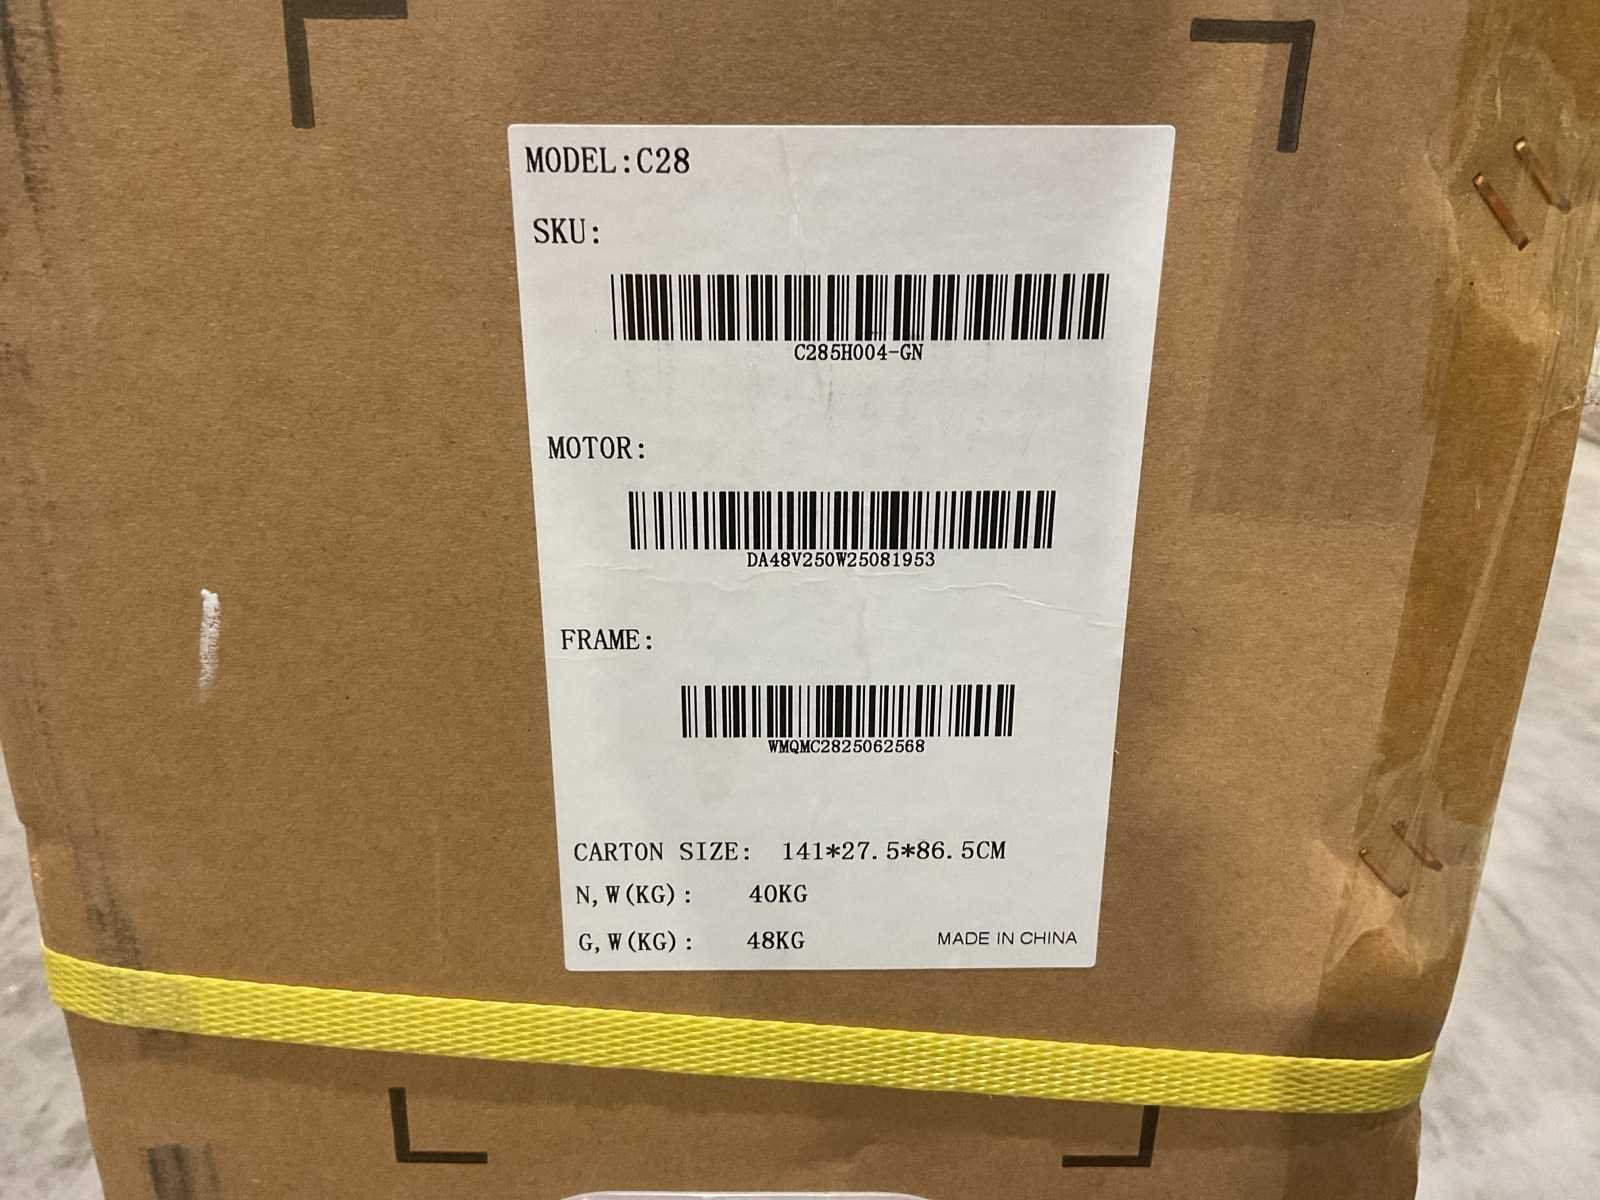 MODEL:C28
SKU:
C285H004-GN
MOTOR:
DA48V250W25081953
FRAME:
WMQMC2825062568
CARTON SIZE: 141*27.5*86.5CM
N,W(KG): 40KG
G,W(KG): 48KG
MADE IN CHINA